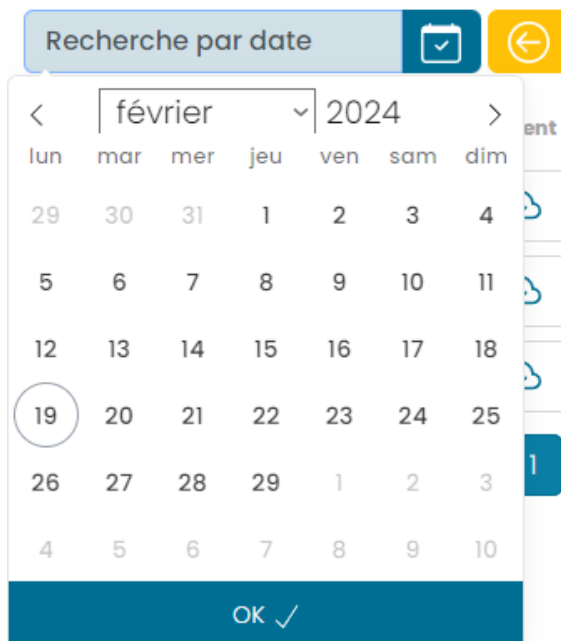 Recherche par date
février 2024
ent
lun mar mer jeu ven sam dim
29 30 31 1 2 3 4
5 6 7 8 9 10 11
12 13 14 15 16 17 18
19 20 21 22 23 24 25
26 27 28 29 1 2 3
1
4 5 6 7 8 9 10
OK